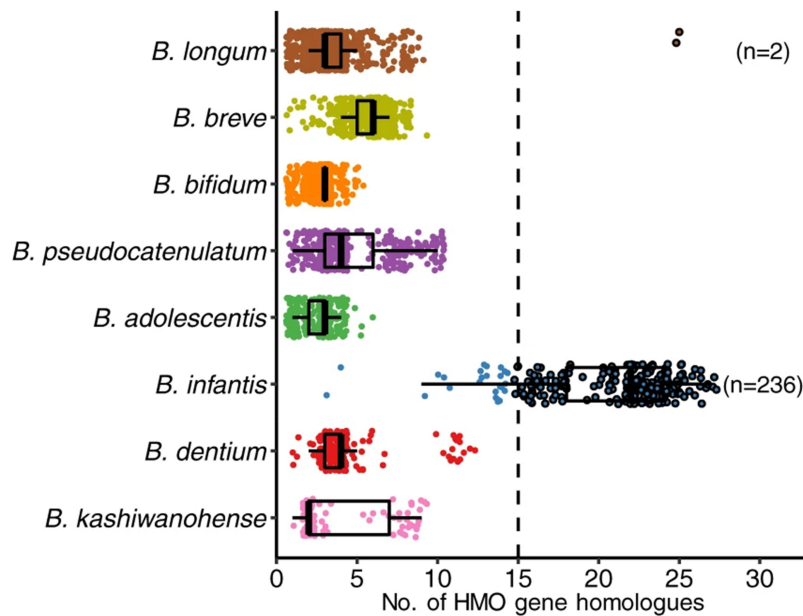 B. longum
(n=2)
B. breve
B. bifidum
B. pseudocatenulatum
B. adolescentis
B. infantis
(n=236)
B. dentium
B. kashiwanohense
0 5 10 15 20 25 30
No. of HMO gene homologues